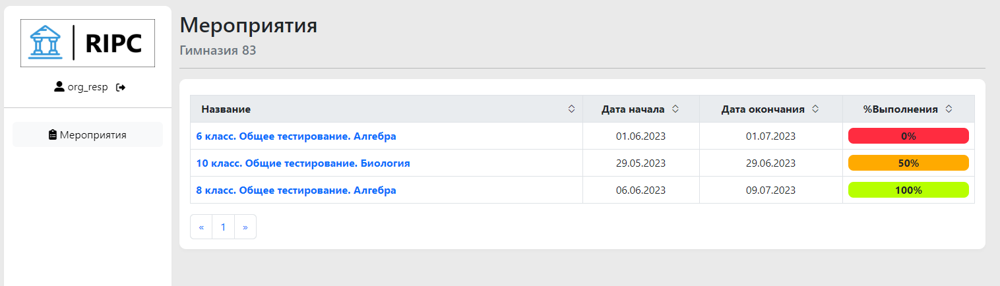 RIPC
org_resp
Мероприятия
Мероприятия
Гимназия 83
Название Дата начала Дата окончания %Выполнения
6 класс. Общее тестирование. Алгебра 01.06.2023 01.07.2023 0%
10 класс. Общие тестирование. Биология 29.05.2023 29.06.2023 50%
8 класс. Общее тестирование. Алгебра 06.06.2023 09.07.2023 100%
« 1 »